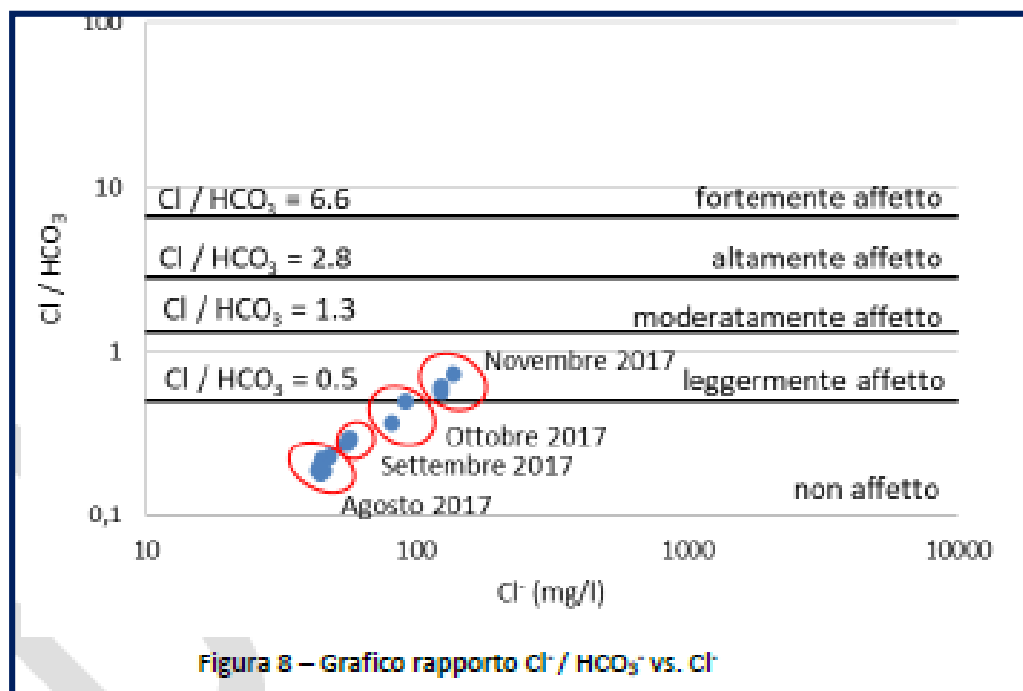 100
10
1
0,1
Cl / HCO₃
Cl / HCO₃ = 6.6 fortemente affetto
Cl / HCO₃ = 2.8 altamente affetto
Cl / HCO₃ = 1.3 moderatamente affetto
Novembre 2017
Cl / HCO₃ = 0.5 leggermente affetto
Ottobre 2017
Settembre 2017
non affetto
Agosto 2017
10 100 1000 10000
Cl⁻ (mg/l)
Figura 8 – Grafico rapporto Cl⁻ / HCO₃⁻ vs. Cl⁻